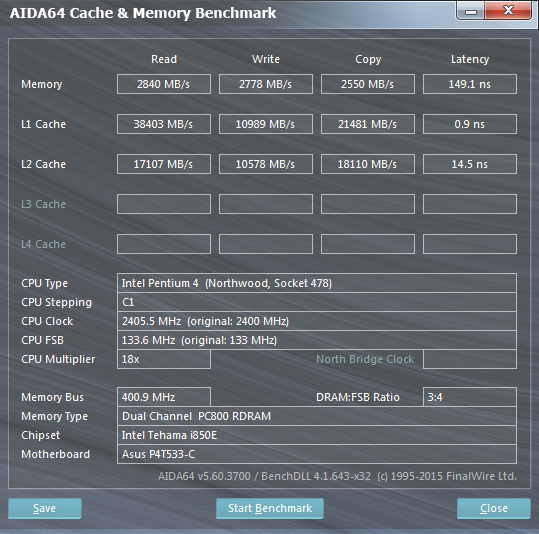 AIDA64 Cache & Memory Benchmark
Read Write Copy Latency
Memory 2840 MB/s 2778 MB/s 2550 MB/s 149.1 ns
L1 Cache 38403 MB/s 10989 MB/s 21481 MB/s 0.9 ns
L2 Cache 17107 MB/s 10578 MB/s 18110 MB/s 14.5 ns
L3 Cache
L4 Cache
CPU Type Intel Pentium 4 (Northwood, Socket 478)
CPU Stepping C1
CPU Clock 2405.5 MHz (original: 2400 MHz)
CPU FSB 133.6 MHz (original: 133 MHz)
CPU Multiplier 18x North Bridge Clock
Memory Bus 400.9 MHz DRAM:FSB Ratio 3:4
Memory Type Dual Channel PC800 RDRAM
Chipset Intel Tehama i850E
Motherboard Asus P4T533-C
AIDA64 v5.60.3700 / BenchDLL 4.1.643-x32 (c) 1995-2015 FinalWire Ltd.
Save Start Benchmark Close